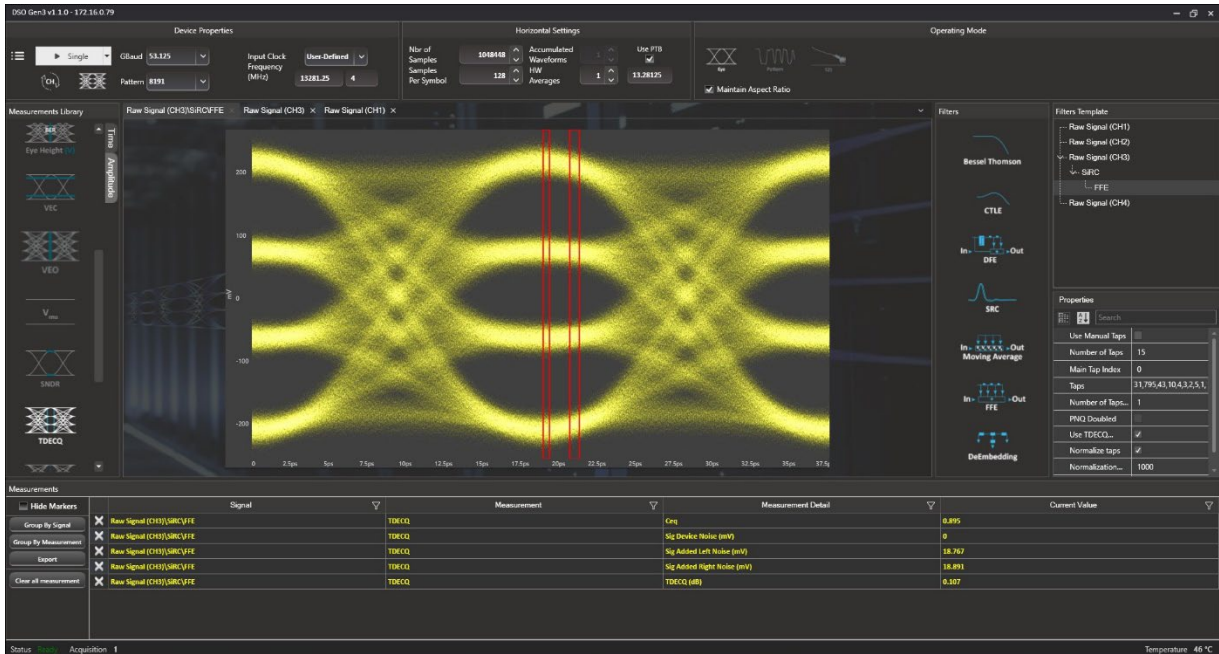 DSO Gen3 v1.1.0 - 172.16.0.79
Device Properties
Horizontal Settings
Operating Mode
Single
GBaud 53.125
Input Clock Frequency (MHz)
User-Defined
13281.25 4
Pattern 8191
CH1
Nbr of Samples 1048448
Accumulated Waveforms 1
Use PTB
Samples Per Symbol 128
HW Averages 1
13.28125
Eye
Pattern
Maintain Aspect Ratio
Measurements Library
Raw Signal (CH3)\SiRC\FFE × Raw Signal (CH3) × Raw Signal (CH1) ×
Filters
Filters Template
Time
Amplitude
Eye Height (V)
VEC
VEO
SNDR
TDECQ
200
100
0
-100
-200
mV
0 2.5ps 5ps 7.5ps 10ps 12.5ps 15ps 17.5ps 20ps 22.5ps 25ps 27.5ps 30ps 32.5ps 35ps 37.5
Bessel Thomson
CTLE
In Out
DFE
SRC
In Out
Moving Average
In Out
FFE
DeEmbedding
Raw Signal (CH1)
Raw Signal (CH2)
Raw Signal (CH3)
SiRC
FFE
Raw Signal (CH4)
Properties
Search
Use Manual Taps
Number of Taps 15
Main Tap Index 0
Taps 31,795,43,10,4,3,2,5,1,
Number of Taps... 1
PNQ Doubled
Use TDECQ...
Normalize taps
Normalization... 1000
Measurements
Hide Markers
Signal Measurement Measurement Detail Current Value
Group By Signal
Group By Measurement
Export
Clear all measurement
Raw Signal (CH3)\SiRC\FFE TDECQ Ceq 0.895
Raw Signal (CH3)\SiRC\FFE TDECQ Sig Device Noise (mV) 0
Raw Signal (CH3)\SiRC\FFE TDECQ Sig Added Left Noise (mV) 18.767
Raw Signal (CH3)\SiRC\FFE TDECQ Sig Added Right Noise (mV) 18.891
Raw Signal (CH3)\SiRC\FFE TDECQ TDECQ (dB) 0.107
Status Ready Acquisition 1
Temperature 46 °C